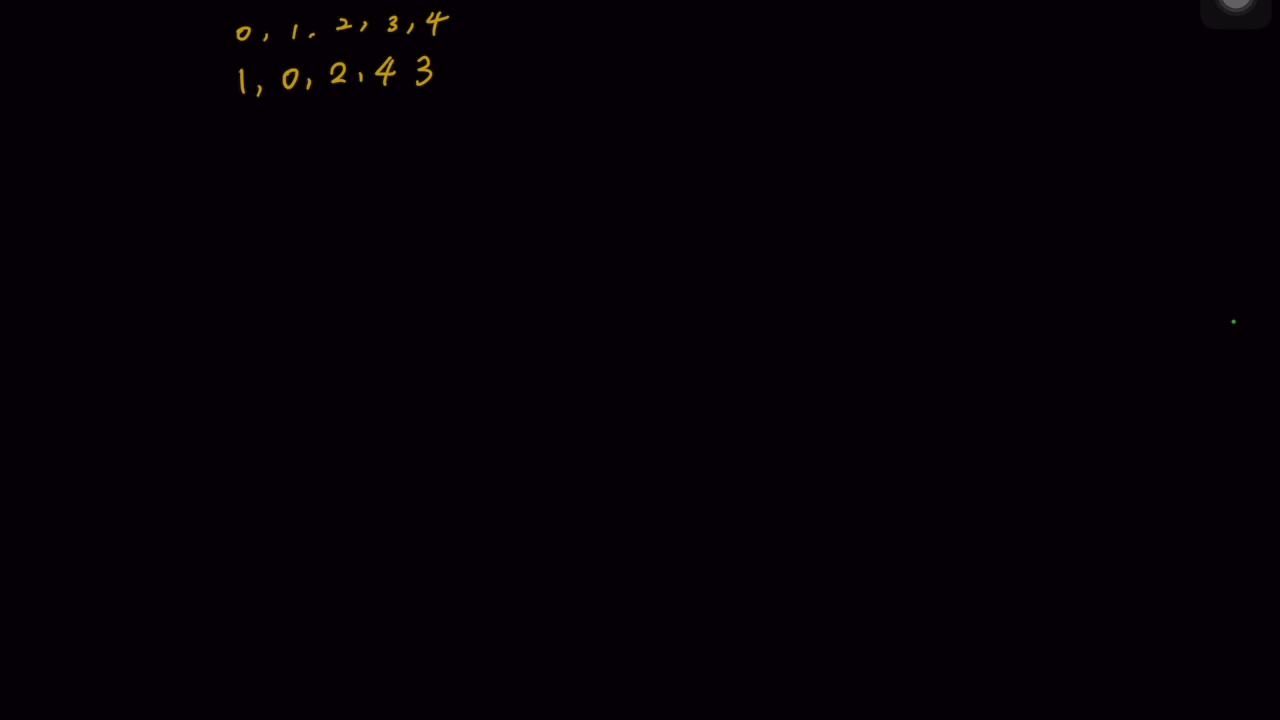 0, 1. 2, 3, 4
1, 0, 2, 4 3